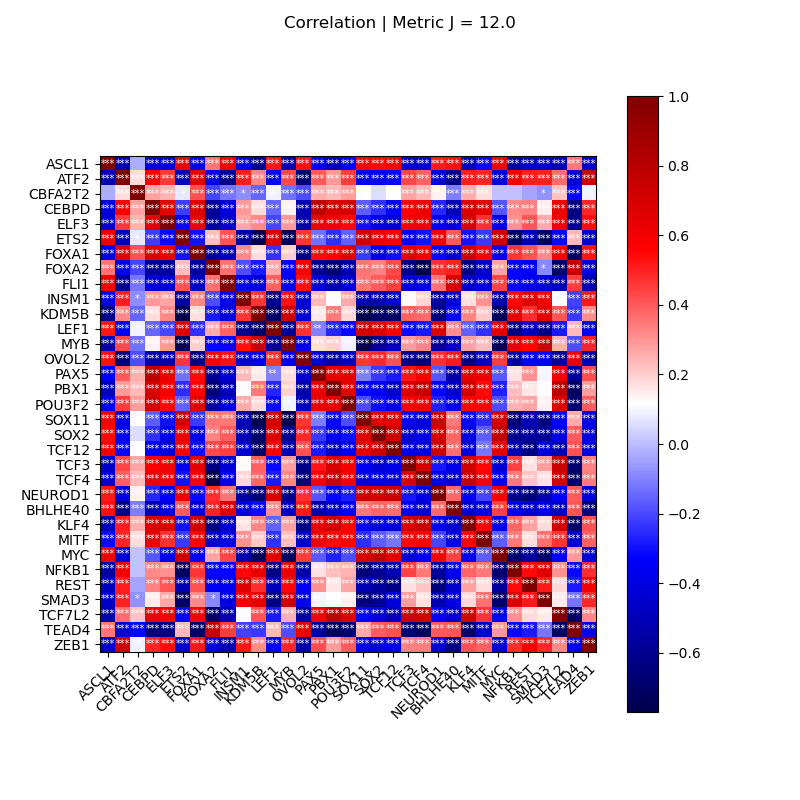 Correlation | Metric J = 12.0
ASCL1
ATF2
CBFA2T2
CEBPD
ELF3
ETS2
FOXA1
FOXA2
FLI1
INSM1
KDM5B
LEF1
MYB
OVOL2
PAX5
PBX1
POU3F2
SOX11
SOX2
TCF12
TCF3
TCF4
NEUROD1
BHLHE40
KLF4
MITF
MYC
NFKB1
REST
SMAD3
TCF7L2
TEAD4
ZEB1
ASCL1
ATF2
CBFA2T2
CEBPD
ELF3
ETS2
FOXA1
FOXA2
FLI1
INSM1
KDM5B
LEF1
MYB
OVOL2
PAX5
PBX1
POU3F2
SOX11
SOX2
TCF12
TCF3
TCF4
NEUROD1
BHLHE40
KLF4
MITF
MYC
NFKB1
REST
SMAD3
TCF7L2
TEAD4
ZEB1
1.0
0.8
0.6
0.4
0.2
0.0
−0.2
−0.4
−0.6